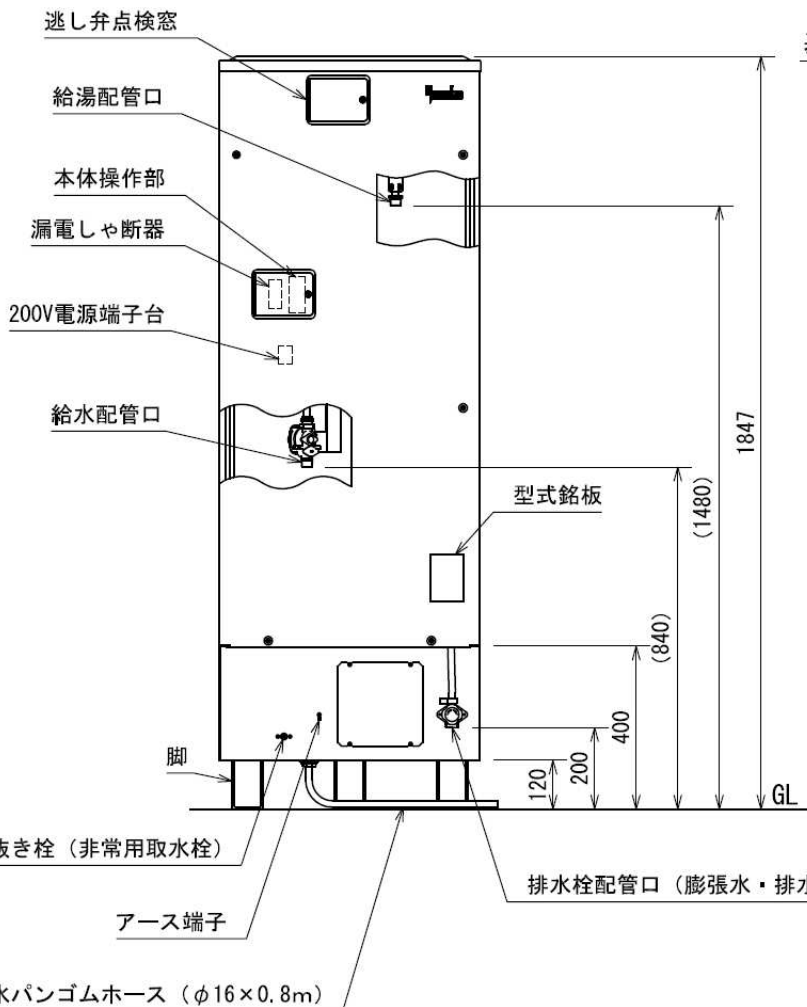 逃し弁点検窓
給湯配管口
本体操作部
漏電しゃ断器
200V電源端子台
給水配管口
型式銘板
1847
(1480)
(840)
400
200
120
GL
脚
抜き栓（非常用取水栓）
排水栓配管口（膨張水・排水
アース端子
水パンゴムホース（φ16×0.8m）